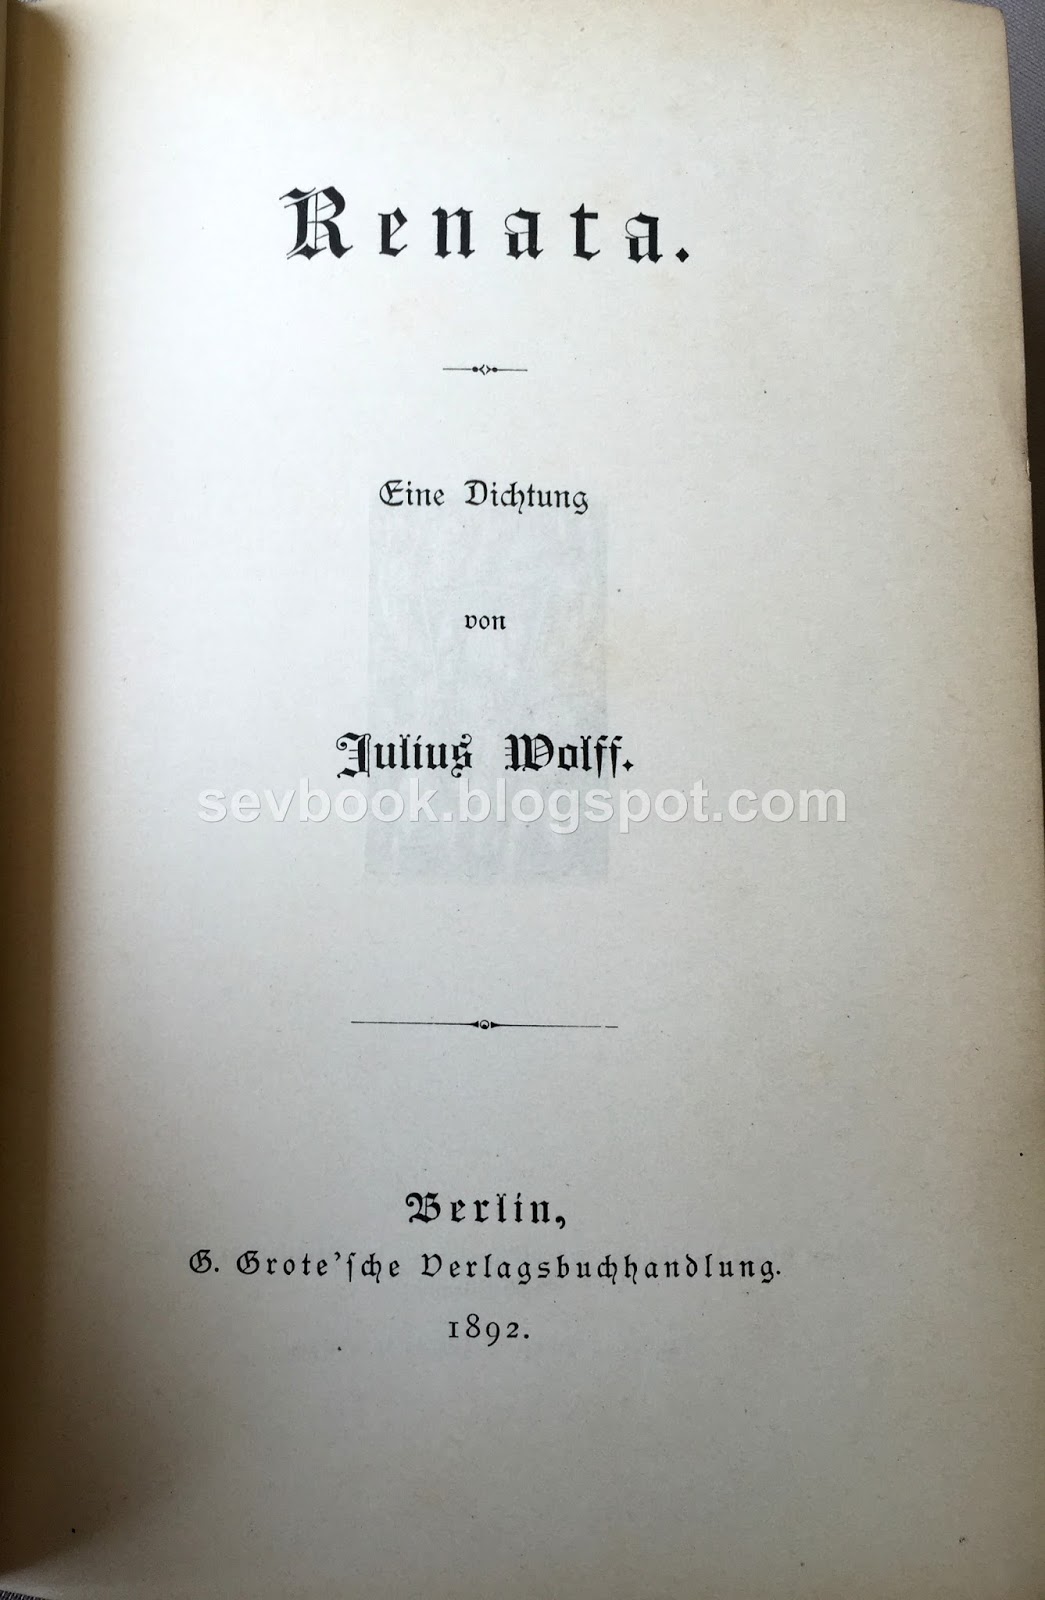 Renata.
Eine Dichtung
von
Julius Wolff.
sevbook.blogspot.com
Berlin,
G. Grote'ſche Verlagsbuchhandlung.
1892.